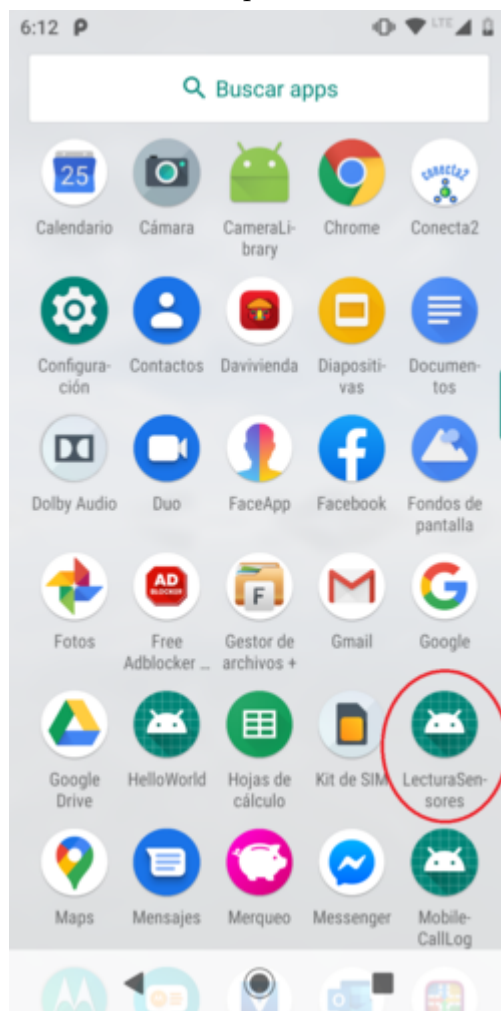 6:12 P LTE
Buscar apps
25
conecta2
Calendario Cámara CameraLi- Chrome Conecta2
brary
Configura- Contactos Davivienda Diapositi- Documen-
ción vas tos
Dolby Audio Duo FaceApp Facebook Fondos de
pantalla
AD
BLOCKER
F
Fotos Free Gestor de Gmail Google
Adblocker ... archivos +
Google HelloWorld Hojas de Kit de SIM LecturaSen-
Drive cálculo sores
Maps Mensajes Merqueo Messenger Mobile-
CallLog